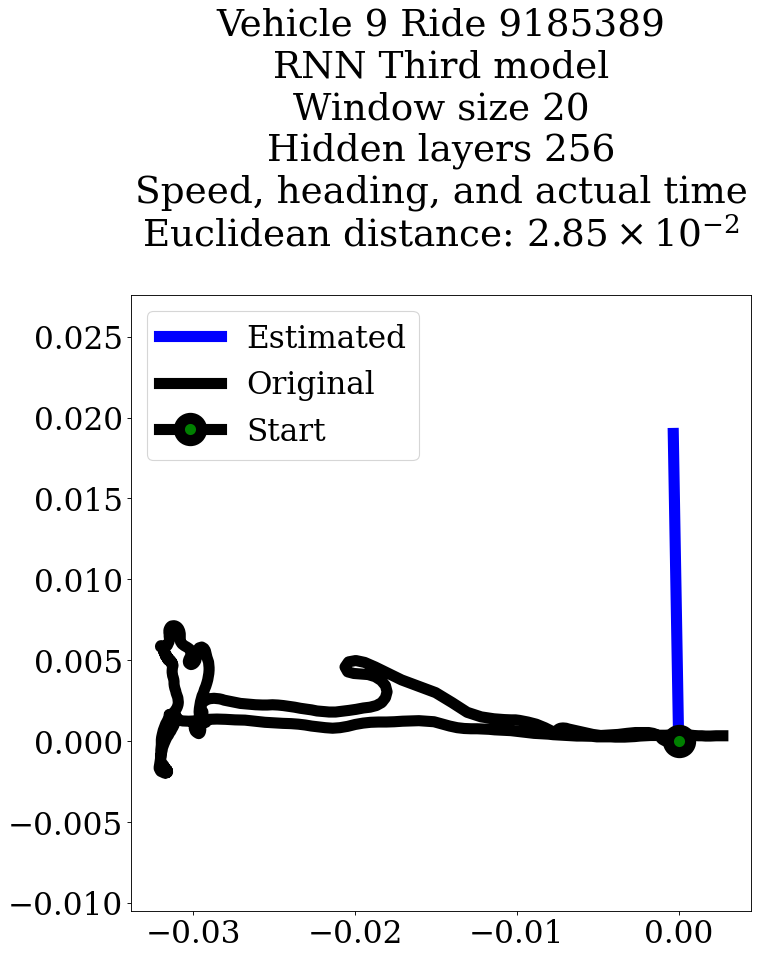 Vehicle 9 Ride 9185389
RNN Third model
Window size 20
Hidden layers 256
Speed, heading, and actual time
Euclidean distance: 2.85 × 10⁻²
Estimated
Original
Start
0.025
0.020
0.015
0.010
0.005
0.000
−0.005
−0.010
−0.03 −0.02 −0.01 0.00